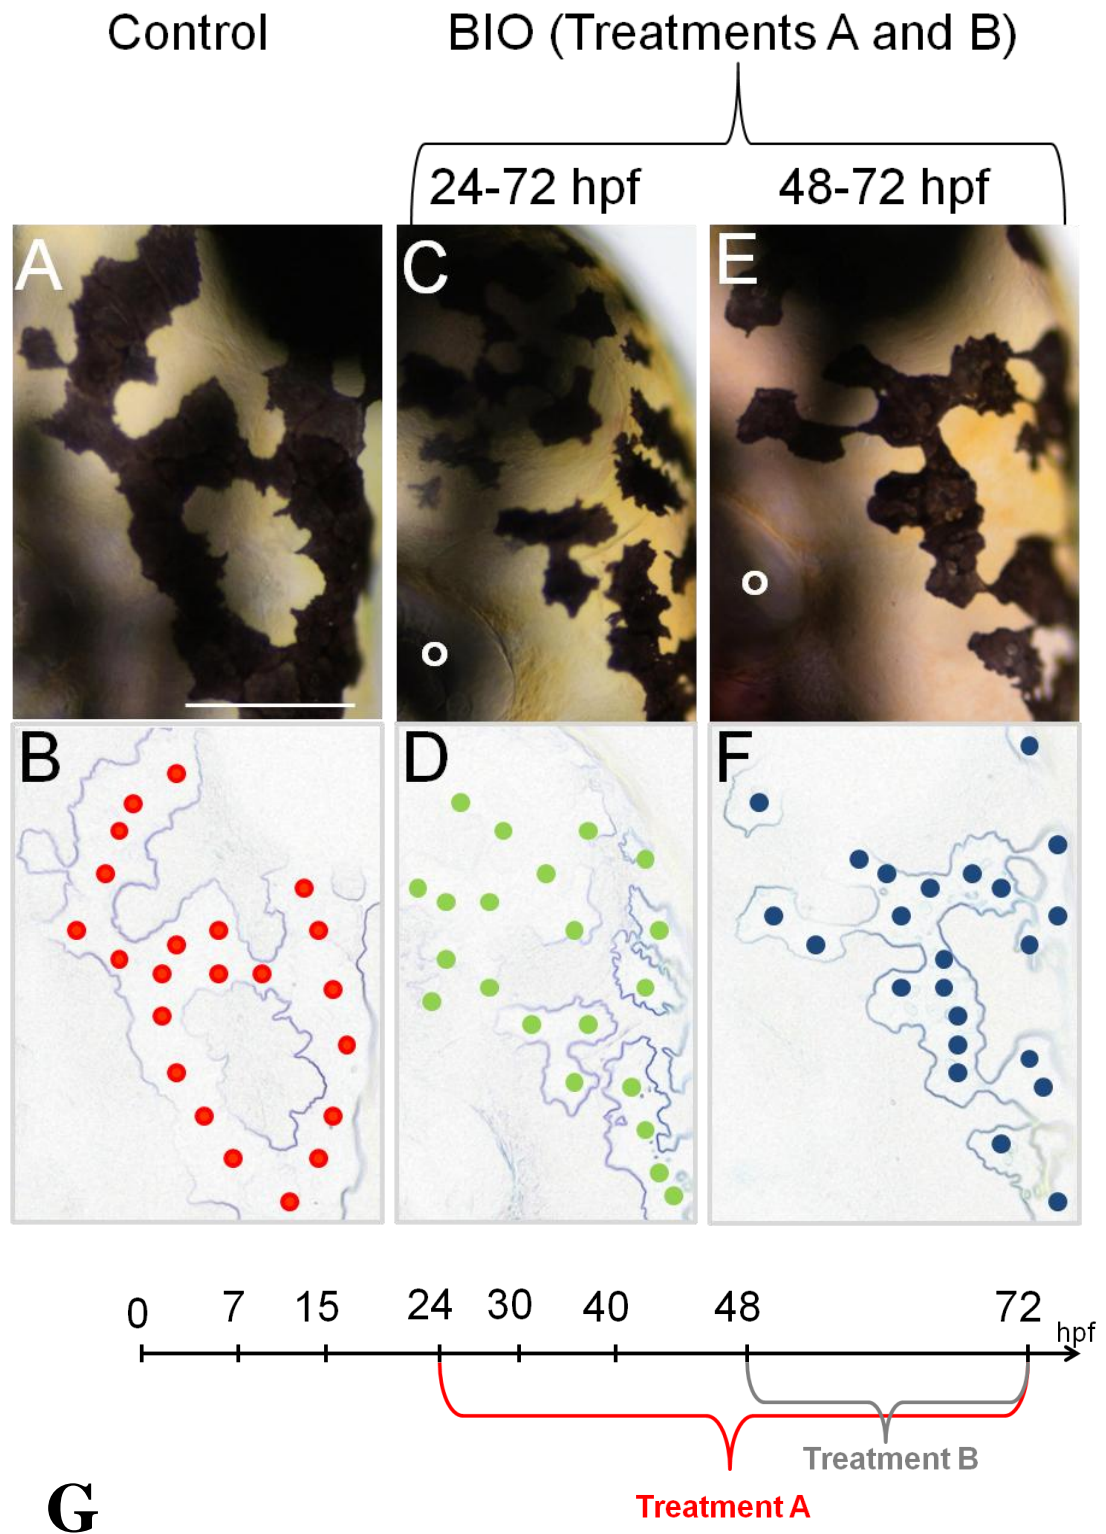 Control
BIO (Treatments A and B)
24-72 hpf
48-72 hpf
A
C
E
o
o
B
D
F
0 7 15 24 30 40 48 72
hpf
Treatment B
Treatment A
G